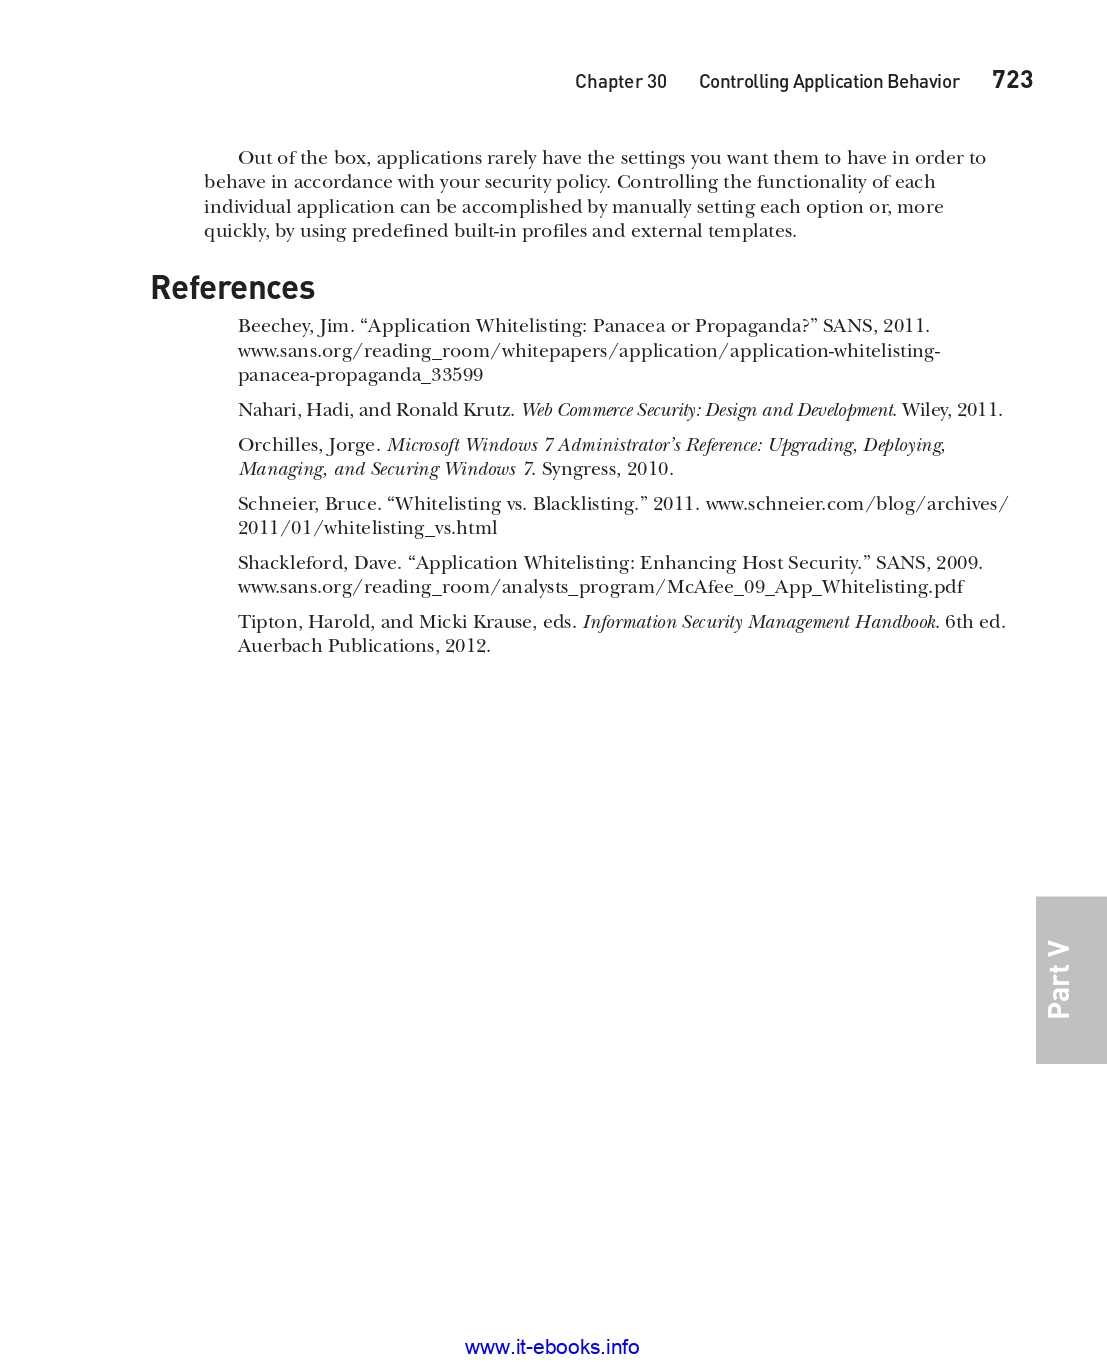 Chapter 30 Controlling Application Behavior 723
Out of the box, applications rarely have the settings you want them to have in order to
behave in accordance with your security policy. Controlling the functionality of each
individual application can be accomplished by manually setting each option or, more
quickly, by using predefined built-in profiles and external templates.
References
Beechey, Jim. “Application Whitelisting: Panacea or Propaganda?” SANS, 2011.
www.sans.org/reading_room/whitepapers/application/application-whitelisting-
panacea-propaganda_33599
Nahari, Hadi, and Ronald Krutz. Web Commerce Security: Design and Development. Wiley, 2011.
Orchilles, Jorge. Microsoft Windows 7 Administrator’s Reference: Upgrading, Deploying,
Managing, and Securing Windows 7. Syngress, 2010.
Schneier, Bruce. “Whitelisting vs. Blacklisting.” 2011. www.schneier.com/blog/archives/
2011/01/whitelisting_vs.html
Shackleford, Dave. “Application Whitelisting: Enhancing Host Security.” SANS, 2009.
www.sans.org/reading_room/analysts_program/McAfee_09_App_Whitelisting.pdf
Tipton, Harold, and Micki Krause, eds. Information Security Management Handbook. 6th ed.
Auerbach Publications, 2012.
Part V
www.it-ebooks.info